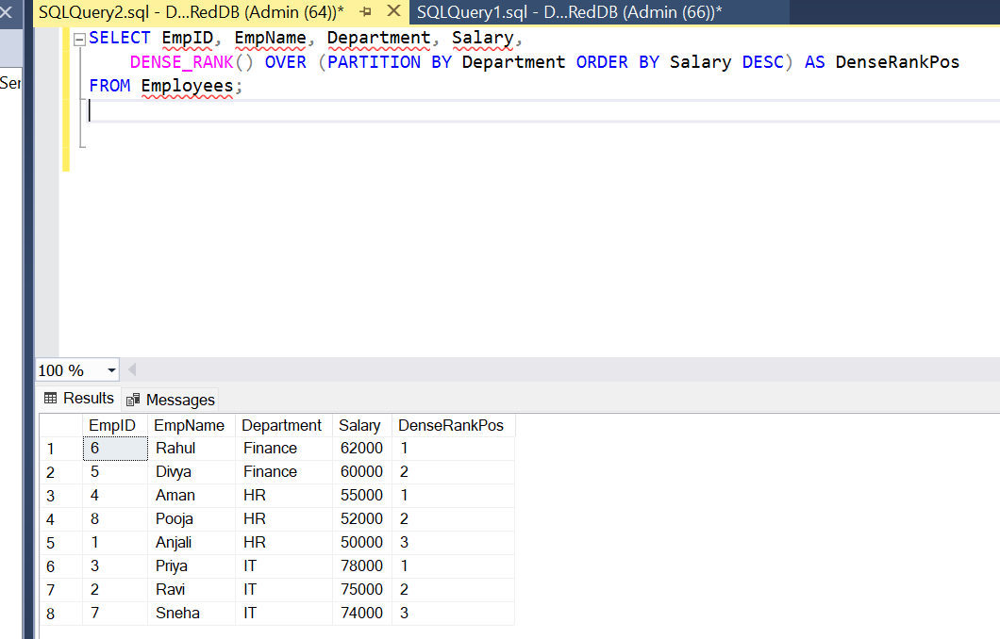 SQLQuery2.sql - D...RedDB (Admin (64))* SQLQuery1.sql - D...RedDB (Admin (66))*
SELECT EmpID, EmpName, Department, Salary,
DENSE_RANK() OVER (PARTITION BY Department ORDER BY Salary DESC) AS DenseRankPos
FROM Employees;
100 %
Results Messages
EmpID EmpName Department Salary DenseRankPos
1 6 Rahul Finance 62000 1
2 5 Divya Finance 60000 2
3 4 Aman HR 55000 1
4 8 Pooja HR 52000 2
5 1 Anjali HR 50000 3
6 3 Priya IT 78000 1
7 2 Ravi IT 75000 2
8 7 Sneha IT 74000 3